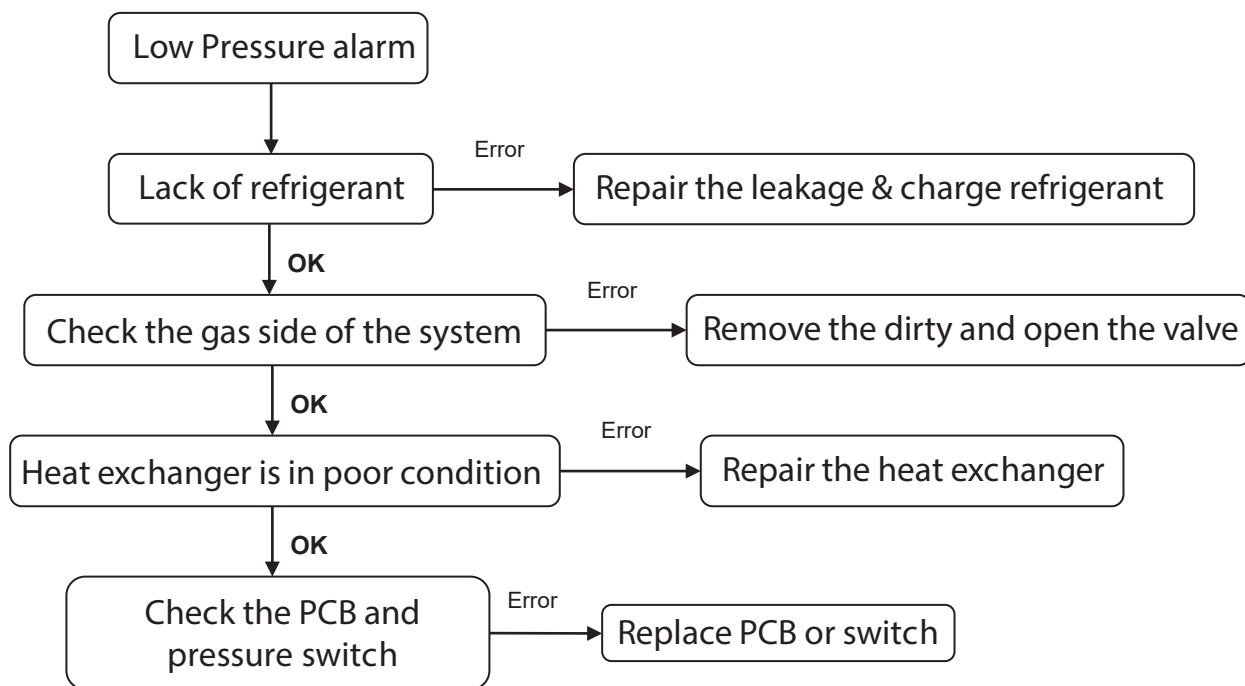 Low Pressure alarm
Error
Lack of refrigerant
Repair the leakage & charge refrigerant
OK
Error
Check the gas side of the system
Remove the dirty and open the valve
OK
Error
Heat exchanger is in poor condition
Repair the heat exchanger
OK
Error
Check the PCB and
pressure switch
Replace PCB or switch